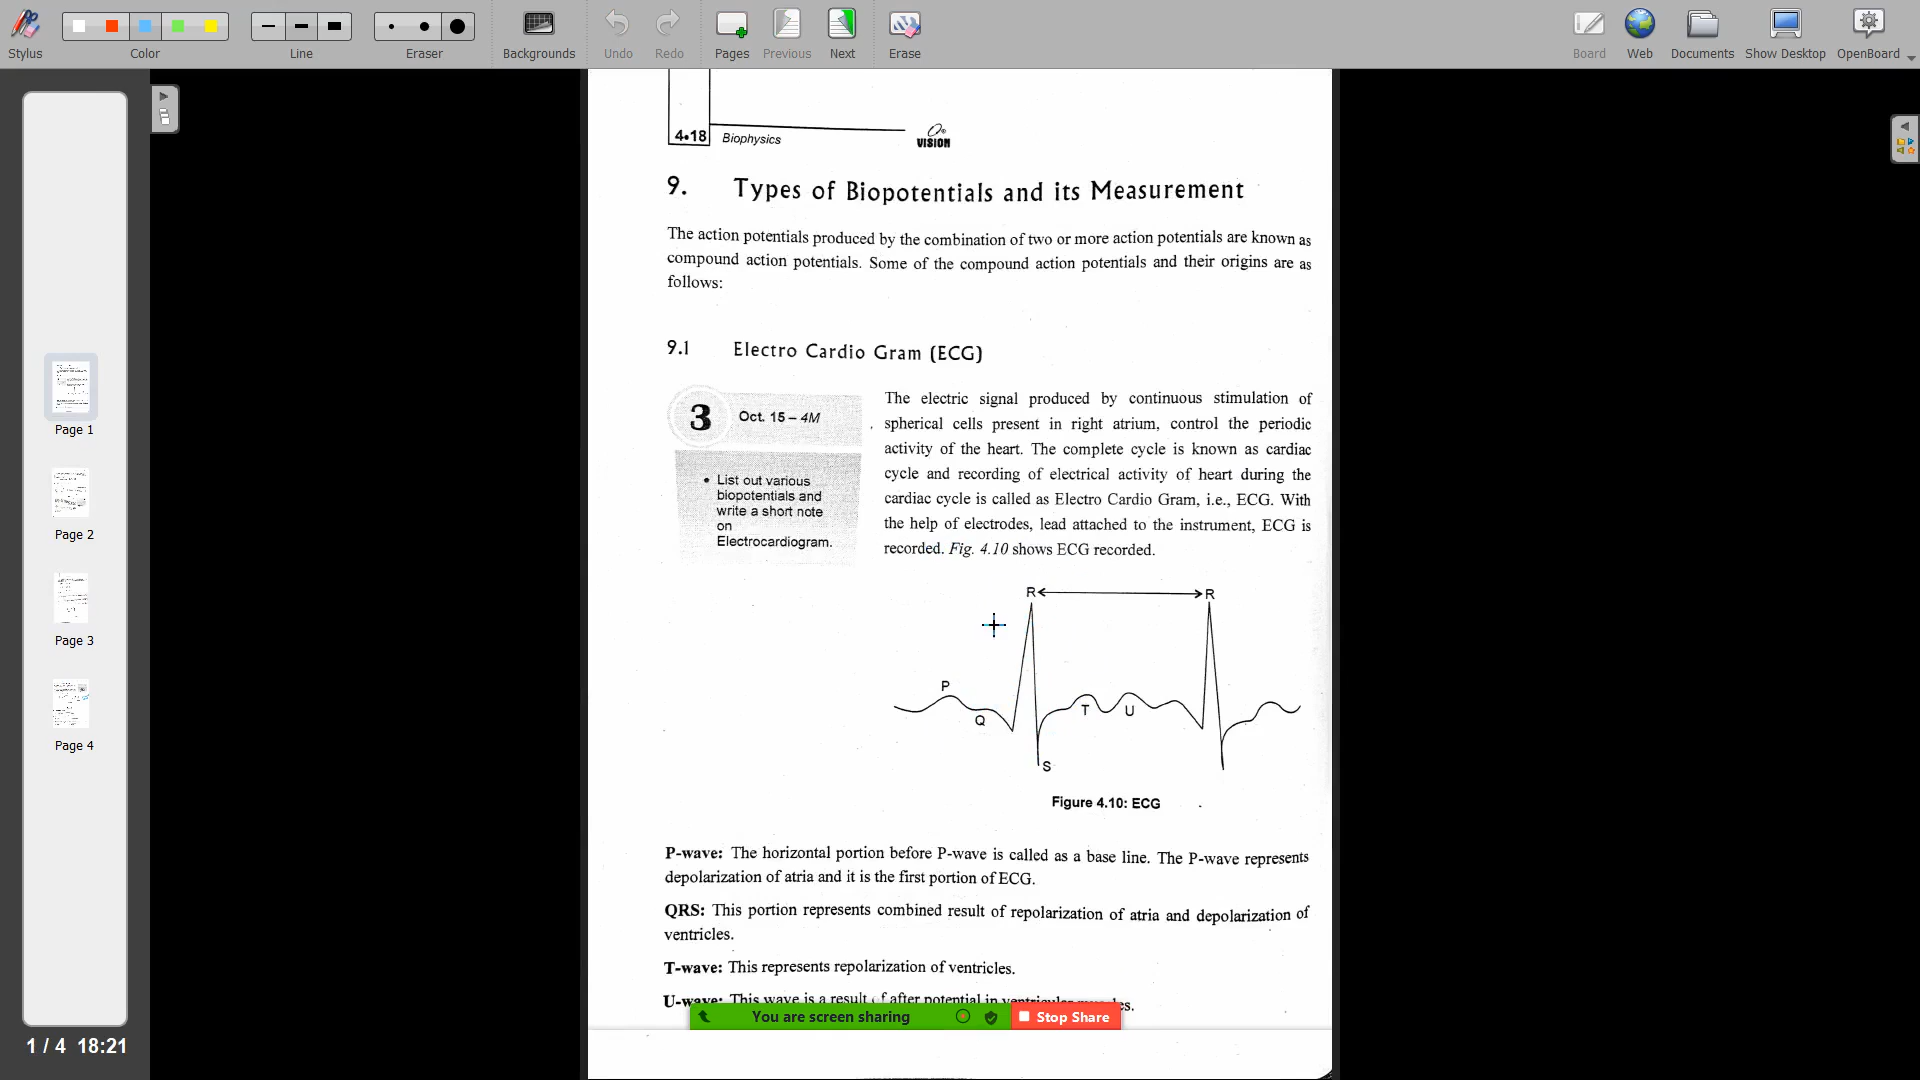 Stylus
Color
Line
Eraser
Backgrounds
Undo
Redo
Pages
Previous
Next
Erase
Board
Web
Documents
Show Desktop
OpenBoard
Page 1
Page 2
Page 3
Page 4
1 / 4 18:21
4•18 Biophysics
VISION
9. Types of Biopotentials and its Measurement
The action potentials produced by the combination of two or more action potentials are known as
compound action potentials. Some of the compound action potentials and their origins are as
follows:
9.1 Electro Cardio Gram (ECG)
3 Oct. 15 – 4M
• List out various
biopotentials and
write a short note
on
Electrocardiogram.
The electric signal produced by continuous stimulation of
spherical cells present in right atrium, control the periodic
activity of the heart. The complete cycle is known as cardiac
cycle and recording of electrical activity of heart during the
cardiac cycle is called as Electro Cardio Gram, i.e., ECG. With
the help of electrodes, lead attached to the instrument, ECG is
recorded. Fig. 4.10 shows ECG recorded.
R R
P
Q
T U
S
Figure 4.10: ECG
P-wave: The horizontal portion before P-wave is called as a base line. The P-wave represents
depolarization of atria and it is the first portion of ECG.
QRS: This portion represents combined result of repolarization of atria and depolarization of
ventricles.
T-wave: This represents repolarization of ventricles.
U-wave: This wave is a result of after potential in ventricular
You are screen sharing
Stop Share